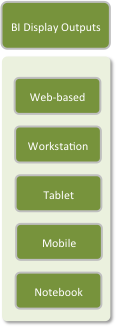 BI Display Outputs
Web-based
Workstation
Tablet
Mobile
Notebook